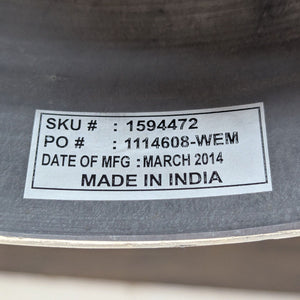 SKU # : 1594472
PO # : 1114608-WEM
DATE OF MFG : MARCH 2014
MADE IN INDIA